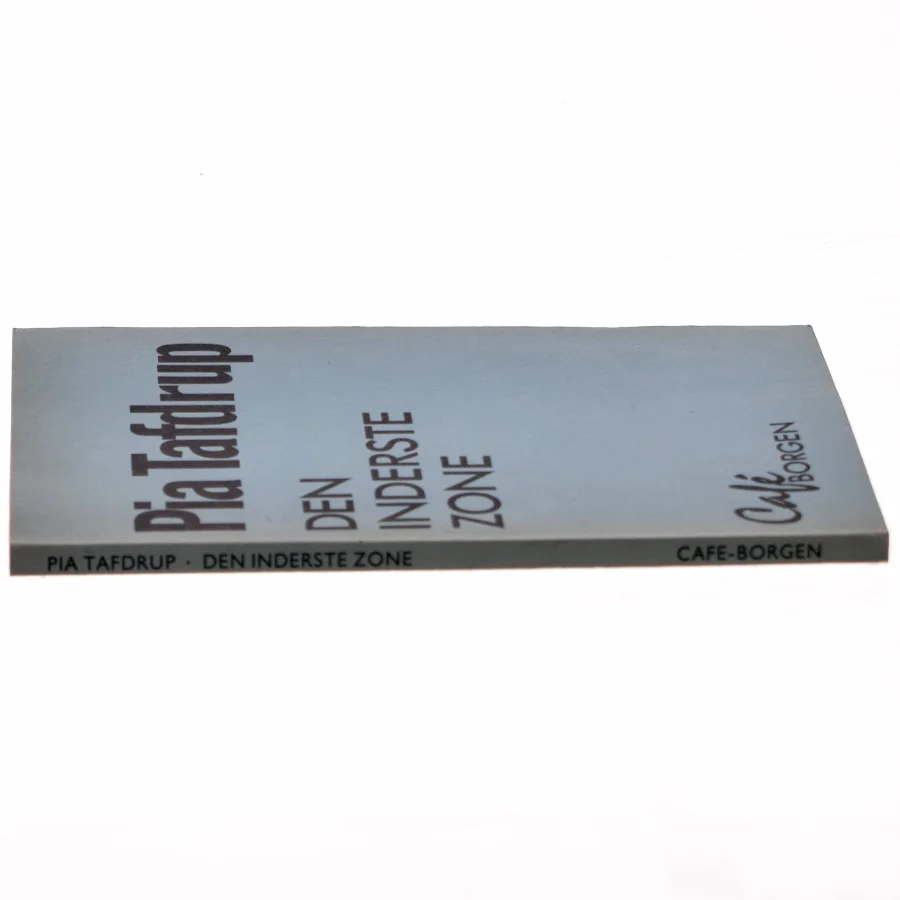 Pia Tafdrup
DEN
INDERSTE
ZONE
Café
BORGEN
PIA TAFDRUP · DEN INDERSTE ZONE CAFE-BORGEN